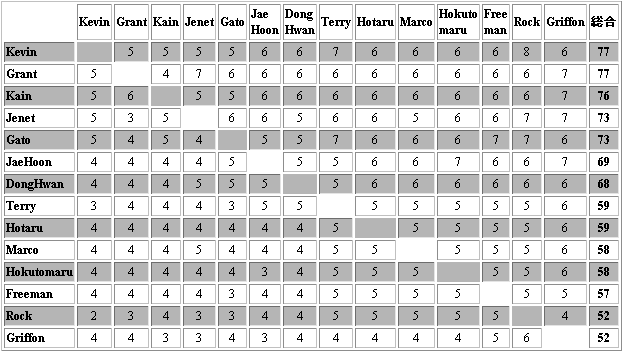 Kevin Grant Kain Jenet Gato Jae Hoon Dong Hwan Terry Hotaru Marco Hokuto maru Free man Rock Griffon 総合
Kevin 5 5 5 5 6 6 7 6 6 6 6 8 6 77
Grant 5 4 7 6 6 6 6 6 6 6 6 6 7 77
Kain 5 6 5 5 6 6 6 6 6 6 6 6 7 76
Jenet 5 3 5 6 6 5 6 6 5 6 6 7 7 73
Gato 5 4 5 4 5 5 7 6 6 6 7 7 6 73
JaeHoon 4 4 4 4 5 5 5 6 6 7 6 6 7 69
DongHwan 4 4 4 5 5 5 5 6 6 6 6 6 6 68
Terry 3 4 4 4 3 5 5 5 5 5 5 5 6 59
Hotaru 4 4 4 4 4 4 4 5 5 5 5 5 6 59
Marco 4 4 4 5 4 4 4 5 5 5 5 5 6 58
Hokutomaru 4 4 4 4 4 3 4 5 5 5 5 5 6 58
Freeman 4 4 4 4 3 4 4 5 5 5 5 5 5 57
Rock 2 3 4 3 3 4 4 5 5 5 5 5 4 52
Griffon 4 4 3 3 4 3 4 4 4 4 4 5 6 52